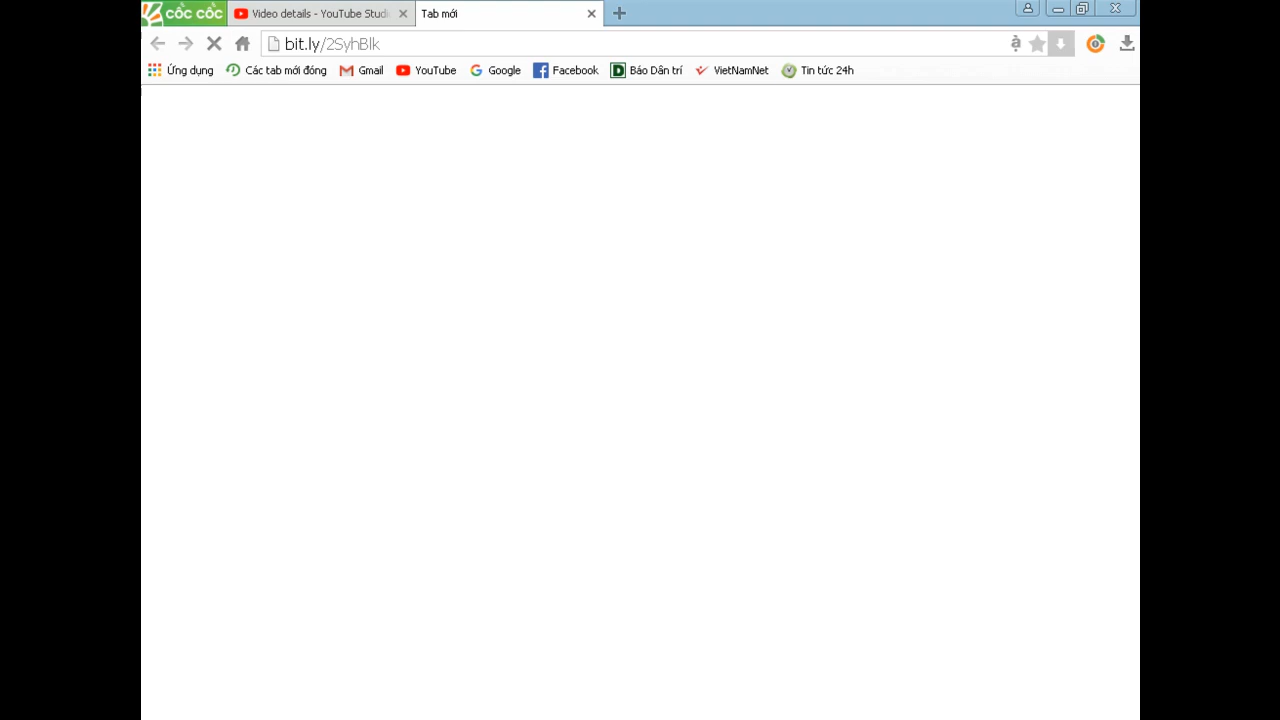 cốc cốc Video details - YouTube Studi Tab mới
bit.ly/2SyhBlk
Ứng dụng Các tab mới đóng Gmail YouTube Google Facebook Báo Dân trí VietNamNet Tin tức 24h